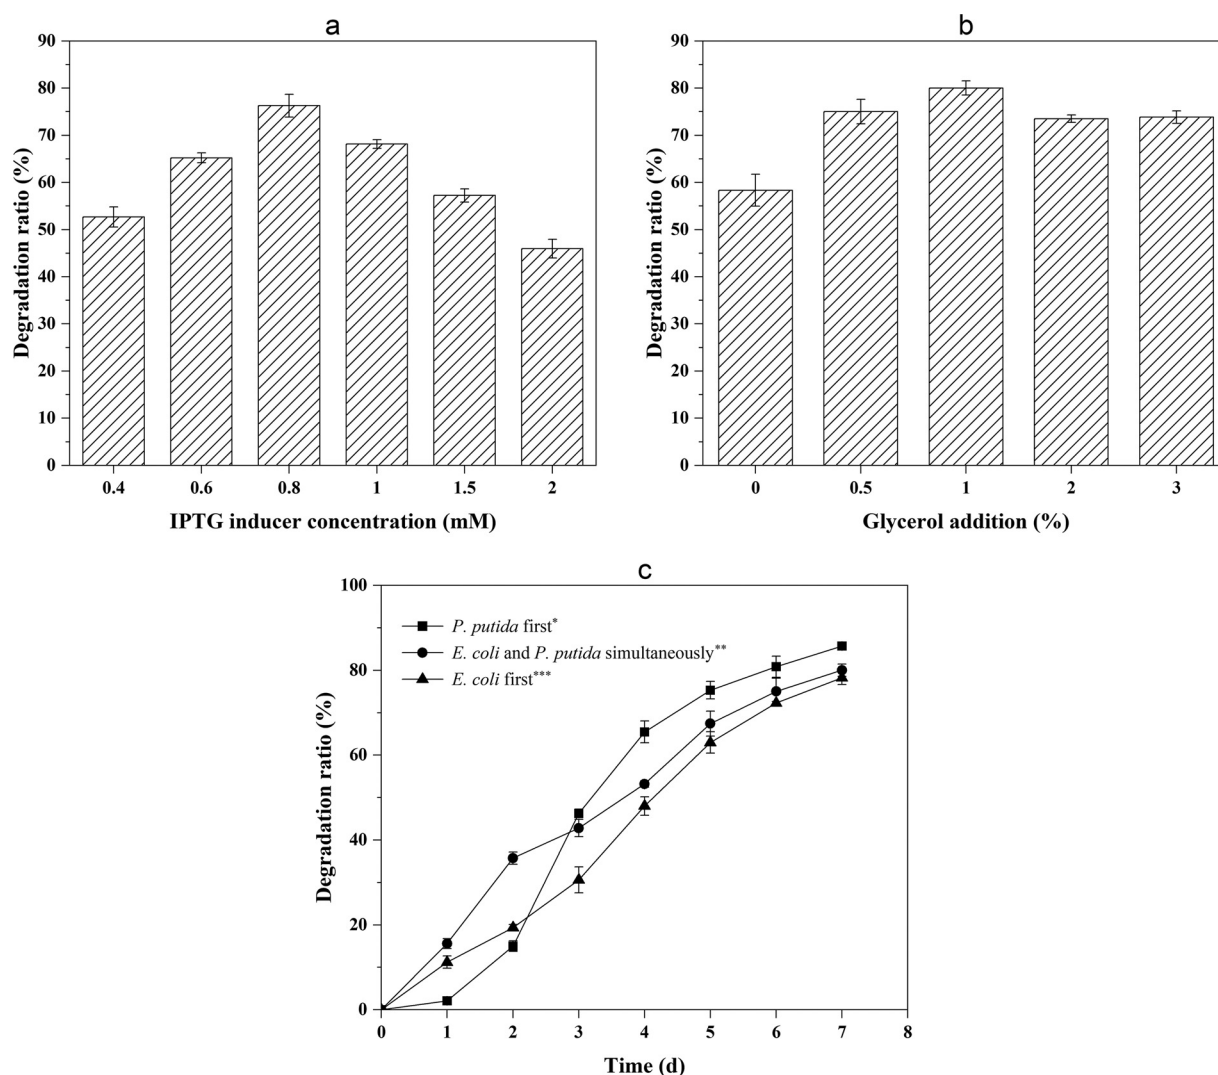 a
90
80
70
60
50
40
30
20
10
0
Degradation ratio (%)
0.4 0.6 0.8 1 1.5 2
IPTG inducer concentration (mM)
b
90
80
70
60
50
40
30
20
10
0
Degradation ratio (%)
0 0.5 1 2 3
Glycerol addition (%)
c
100
80
60
40
20
0
Degradation ratio (%)
P. putida first*
E. coli and P. putida simultaneously**
E. coli first***
0 1 2 3 4 5 6 7 8
Time (d)